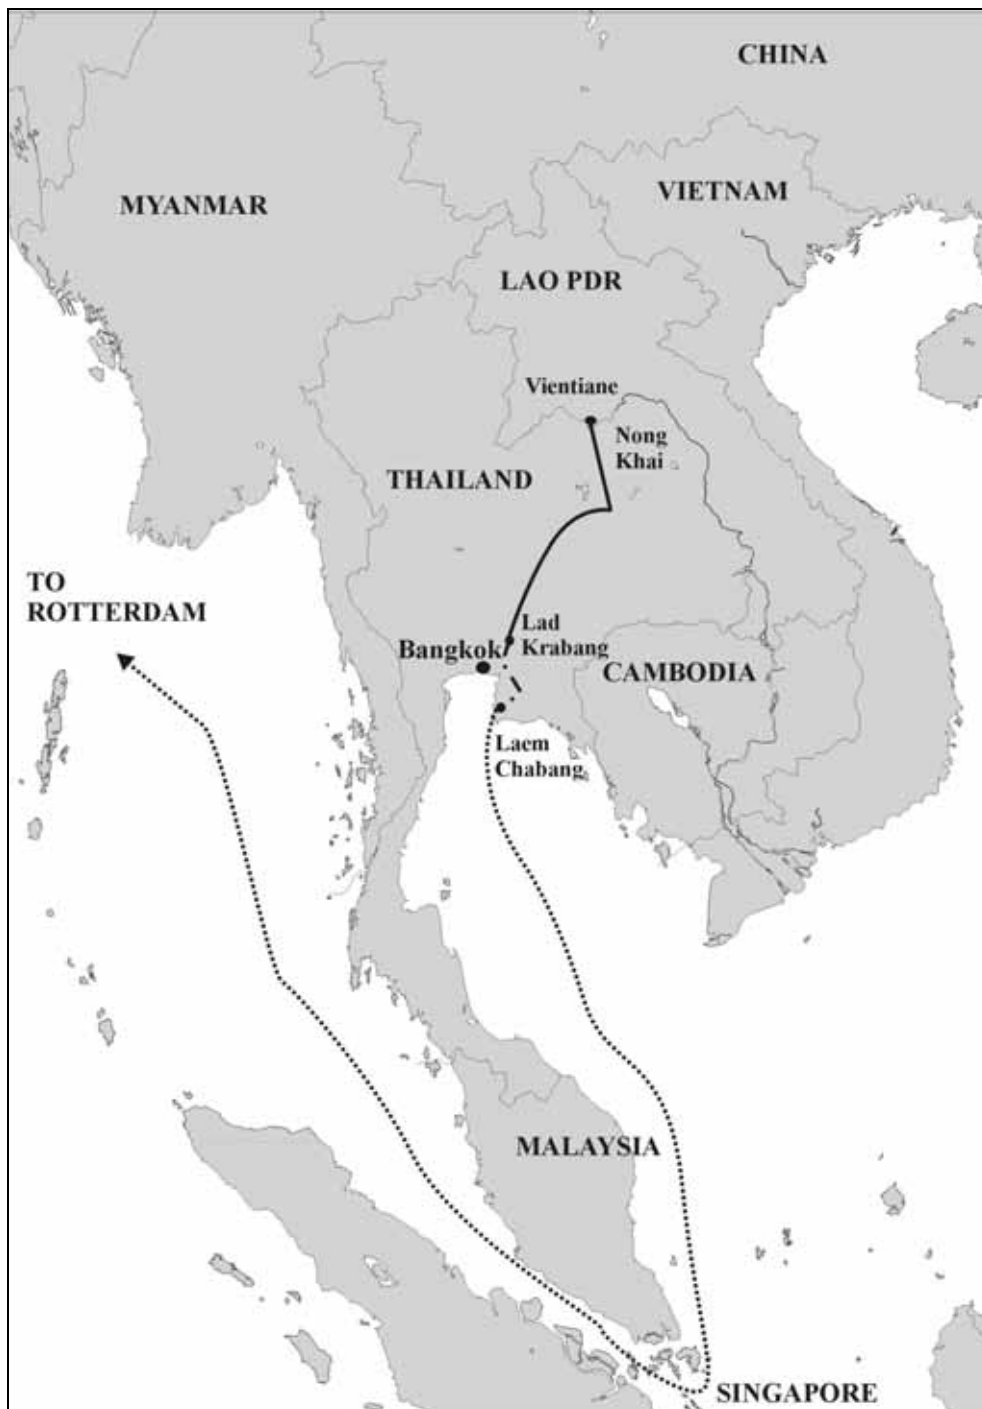 CHINA
VIETNAM
MYANMAR
LAO PDR
Vientiane
Nong
Khai
THAILAND
TO
ROTTERDAM
Lad
Krabang
Bangkok
CAMBODIA
Laem
Chabang
MALAYSIA
SINGAPORE